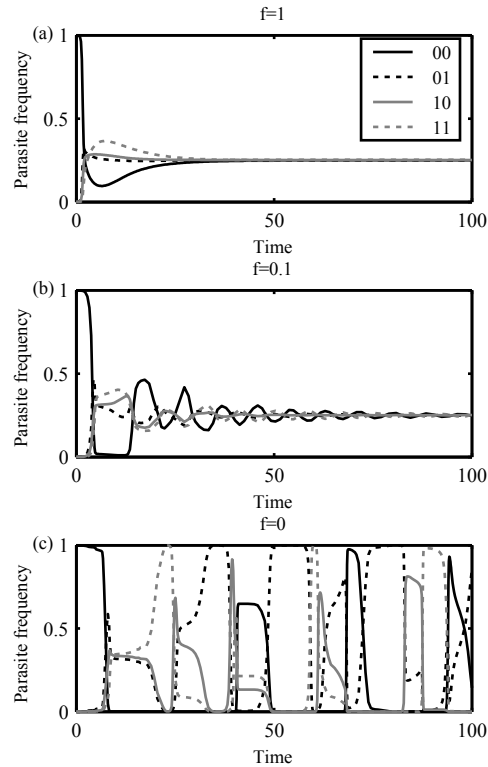 f=1
(a)
1
0.5
0
Parasite frequency
00
01
10
11
0 50 100
Time
f=0.1
(b)
1
0.5
0
Parasite frequency
0 50 100
Time
f=0
(c)
1
0.5
0
Parasite frequency
0 50 100
Time